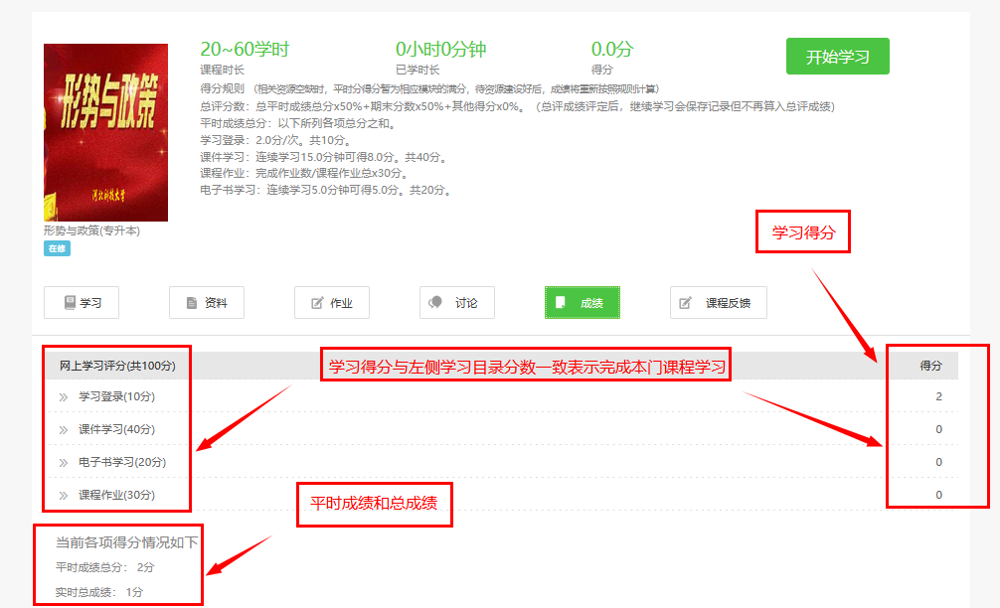 形势与政策
河北科技大学
形势与政策(专升本)
在修
20~60学时
课程时长
0小时0分钟
已学时长
0.0分
得分
开始学习
得分规则 （相关资源空缺时，平时分得分暂为相应模块的满分，待资源建设好后，成绩将重新按照规则计算）
总评分数：总平时成绩总分x50%+期末分数x50%+其他得分x0%。（总评成绩评定后，继续学习会保存记录但不再算入总评成绩）
平时成绩总分：以下所列各项总分之和。
学习登录：2.0分/次。共10分。
课件学习：连续学习15.0分钟可得8.0分。共40分。
课程作业：完成作业数/课程作业总x30分。
电子书学习：连续学习5.0分钟可得5.0分。共20分。
学习得分
学习
资料
作业
讨论
成绩
课程反馈
网上学习评分(共100分)
学习得分与左侧学习目录分数一致表示完成本门课程学习
得分
学习登录(10分)
2
课件学习(40分)
0
电子书学习(20分)
0
课程作业(30分)
0
平时成绩和总成绩
当前各项得分情况如下
平时成绩总分： 2分
实时总成绩： 1分